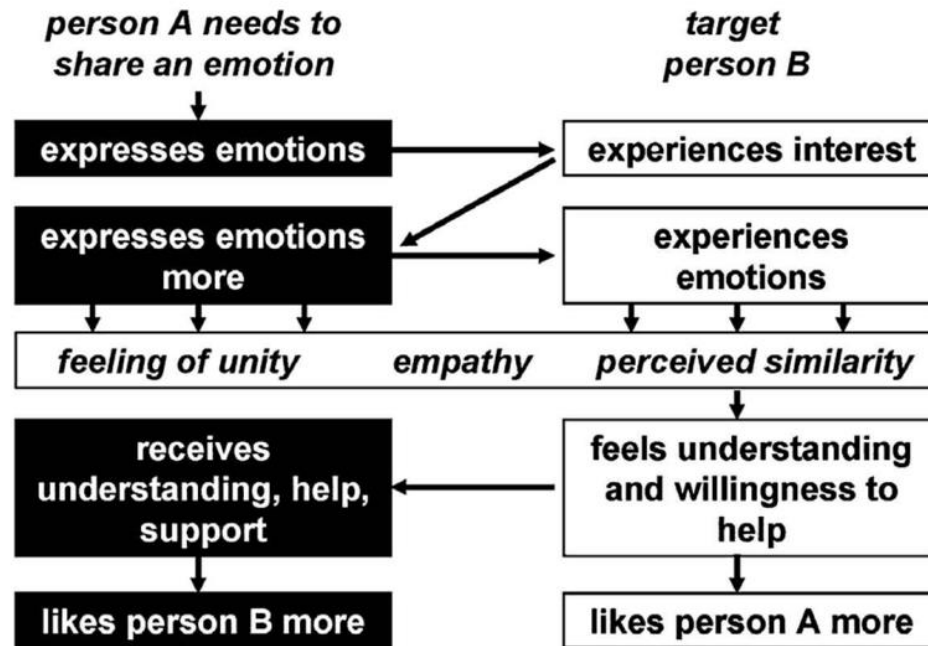 person A needs to
share an emotion
target
person B
expresses emotions
experiences interest
expresses emotions
more
experiences
emotions
feeling of unity empathy perceived similarity
receives
understanding, help,
support
feels understanding
and willingness to
help
likes person B more
likes person A more